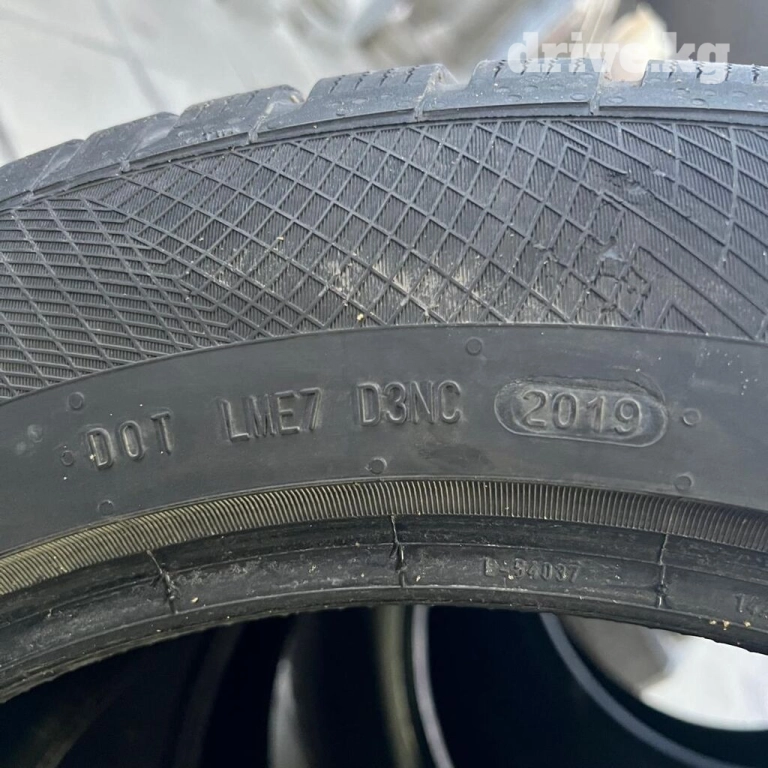 drive.kg
DOT LME7 D3NC 2019